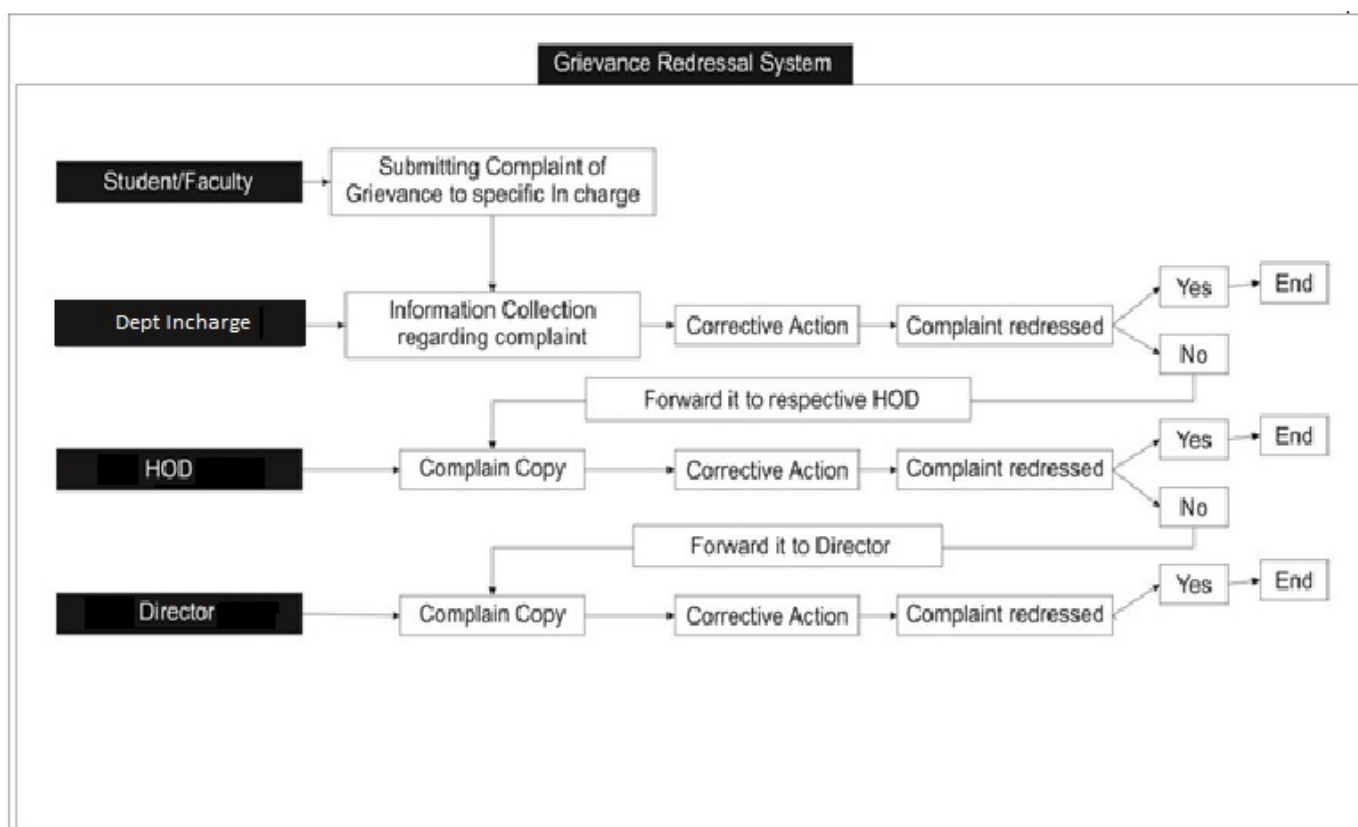 Grievance Redressal System
Student/Faculty
Submitting Complaint of
Grievance to specific In charge
Dept Incharge
Information Collection
regarding complaint
Corrective Action
Complaint redressed
Yes
End
No
Forward it to respective HOD
HOD
Complain Copy
Corrective Action
Complaint redressed
Yes
End
No
Forward it to Director
Director
Complain Copy
Corrective Action
Complaint redressed
Yes
End